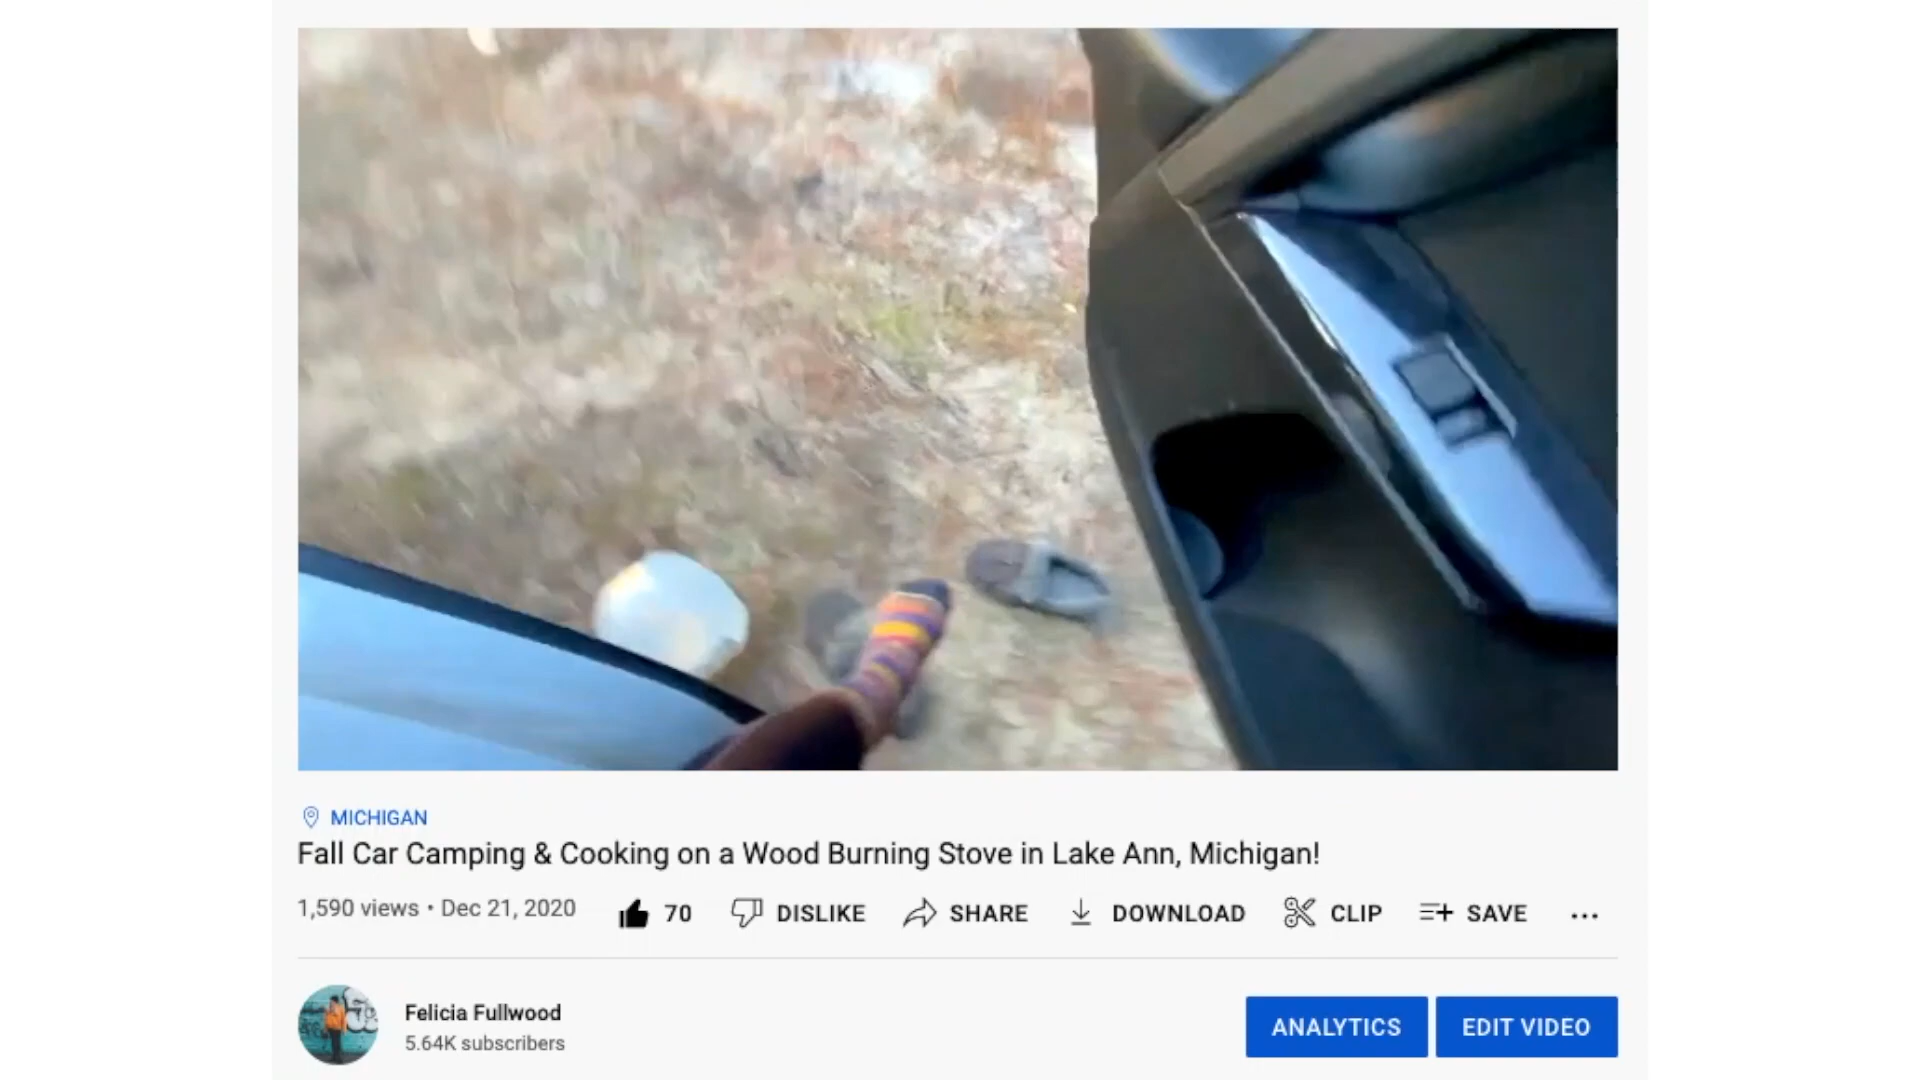 MICHIGAN
Fall Car Camping & Cooking on a Wood Burning Stove in Lake Ann, Michigan!
1,590 views • Dec 21, 2020 70 DISLIKE SHARE DOWNLOAD CLIP SAVE ...
Felicia Fullwood
5.64K subscribers
ANALYTICS EDIT VIDEO